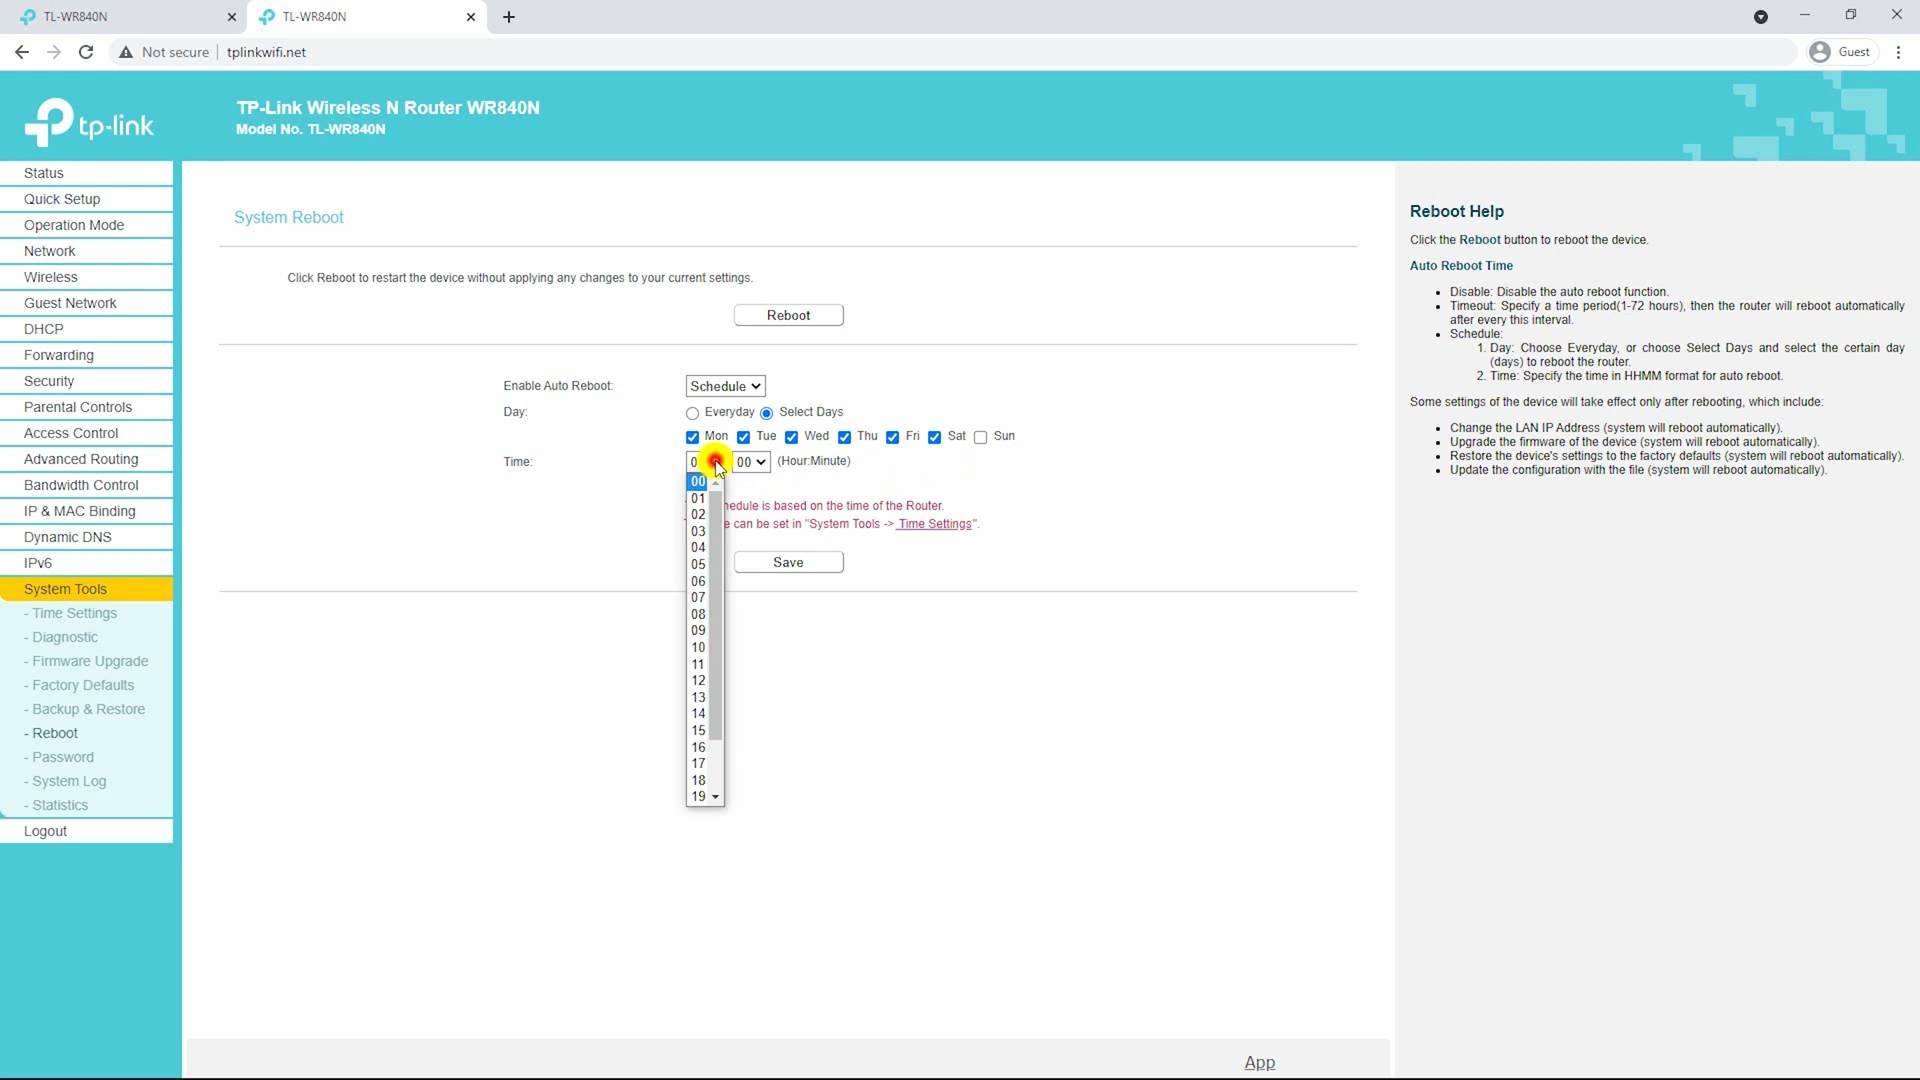 TL-WR840N
TL-WR840N
Not secure
tplinkwifi.net
Guest
tp-link
TP-Link Wireless N Router WR840N
Model No. TL-WR840N
Status
Quick Setup
Operation Mode
Network
Wireless
Guest Network
DHCP
Forwarding
Security
Parental Controls
Access Control
Advanced Routing
Bandwidth Control
IP & MAC Binding
Dynamic DNS
IPv6
System Tools
- Time Settings
- Diagnostic
- Firmware Upgrade
- Factory Defaults
- Backup & Restore
- Reboot
- Password
- System Log
- Statistics
Logout
System Reboot
Click Reboot to restart the device without applying any changes to your current settings.
Reboot
Enable Auto Reboot: Schedule
Day: Everyday Select Days
Mon Tue Wed Thu Fri Sat Sun
Time: 00 (Hour:Minute)
00
01
02
03
04
05
06
07
08
09
10
11
12
13
14
15
16
17
18
19
is based on the time of the Router.
can be set in "System Tools -> Time Settings".
Save
App
Reboot Help
Click the Reboot button to reboot the device.
Auto Reboot Time
• Disable: Disable the auto reboot function.
• Timeout: Specify a time period(1-72 hours), then the router will reboot automatically
after every this interval.
• Schedule:
1. Day: Choose Everyday, or choose Select Days and select the certain day
(days) to reboot the router.
2. Time: Specify the time in HHMM format for auto reboot.
Some settings of the device will take effect only after rebooting, which include:
• Change the LAN IP Address (system will reboot automatically).
• Upgrade the firmware of the device (system will reboot automatically).
• Restore the device's settings to the factory defaults (system will reboot automatically).
• Update the configuration with the file (system will reboot automatically).